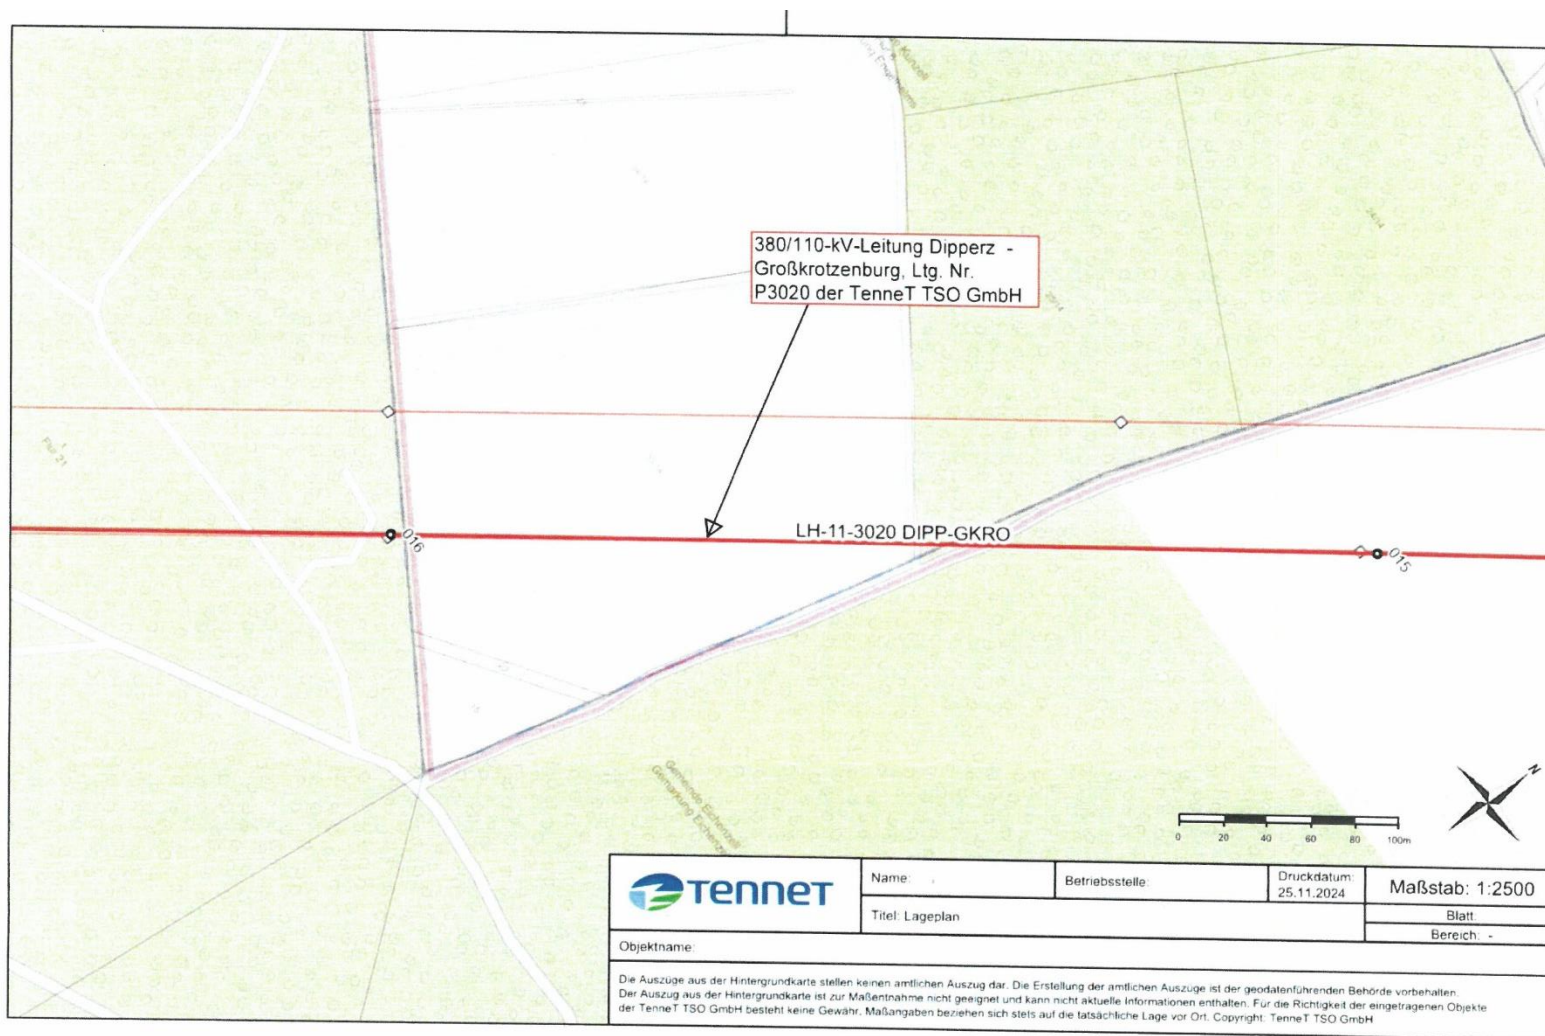 380/110-kV-Leitung Dipperz -
Großkrotzenburg, Ltg. Nr.
P3020 der TenneT TSO GmbH
Flur 21
016
LH-11-3020 DIPP-GKRO
015
Gemeinde Eichenzell
Gemarkung
N
0 20 40 60 80 100m
TenneT
Name:
Betriebsstelle:
Druckdatum:
25.11.2024
Maßstab: 1:2500
Titel: Lageplan
Blatt:
Bereich: -
Objektname:
Die Auszüge aus der Hintergrundkarte stellen keinen amtlichen Auszug dar. Die Erstellung der amtlichen Auszüge ist der geodatenführenden Behörde vorbehalten.
Der Auszug aus der Hintergrundkarte ist zur Maßentnahme nicht geeignet und kann nicht aktuelle Informationen enthalten. Für die Richtigkeit der eingetragenen Objekte
der TenneT TSO GmbH besteht keine Gewähr. Maßangaben beziehen sich stets auf die tatsächliche Lage vor Ort. Copyright: TenneT TSO GmbH